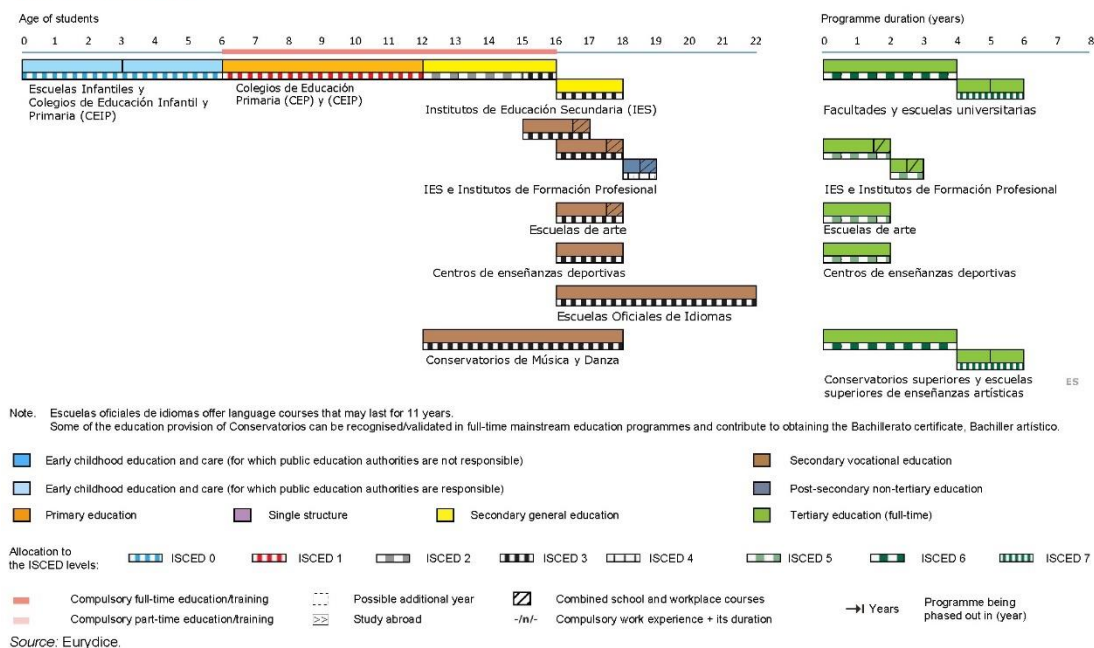 Age of students
Programme duration (years)
0 1 2 3 4 5 6 7 8 9 10 11 12 13 14 15 16 17 18 19 20 21 22
0 1 2 3 4 5 6 7 8
Escuelas Infantiles y
Colegios de Educación Infantil y
Primaria (CEIP)
Colegios de Educación
Primaria (CEP) y (CEIP)
Institutos de Educación Secundaria (IES)
Facultades y escuelas universitarias
IES e Institutos de Formación Profesional
IES e Institutos de Formación Profesional
Escuelas de arte
Escuelas de arte
Centros de enseñanzas deportivas
Centros de enseñanzas deportivas
Escuelas Oficiales de Idiomas
Conservatorios de Música y Danza
Conservatorios superiores y escuelas
superiores de enseñanzas artísticas
ES
Note. Escuelas oficiales de idiomas offer language courses that may last for 11 years.
Some of the education provision of Conservatorios can be recognised/validated in full-time mainstream education programmes and contribute to obtaining the Bachillerato certificate, Bachiller artístico.
Early childhood education and care (for which public education authorities are not responsible)
Secondary vocational education
Early childhood education and care (for which public education authorities are responsible)
Post-secondary non-tertiary education
Primary education
Single structure
Secondary general education
Tertiary education (full-time)
Allocation to
the ISCED levels:
ISCED 0
ISCED 1
ISCED 2
ISCED 3
ISCED 4
ISCED 5
ISCED 6
ISCED 7
Compulsory full-time education/training
Possible additional year
Combined school and workplace courses
Years
Programme being
phased out in (year)
Compulsory part-time education/training
>> Study abroad
-/n/- Compulsory work experience + its duration
Source: Eurydice.